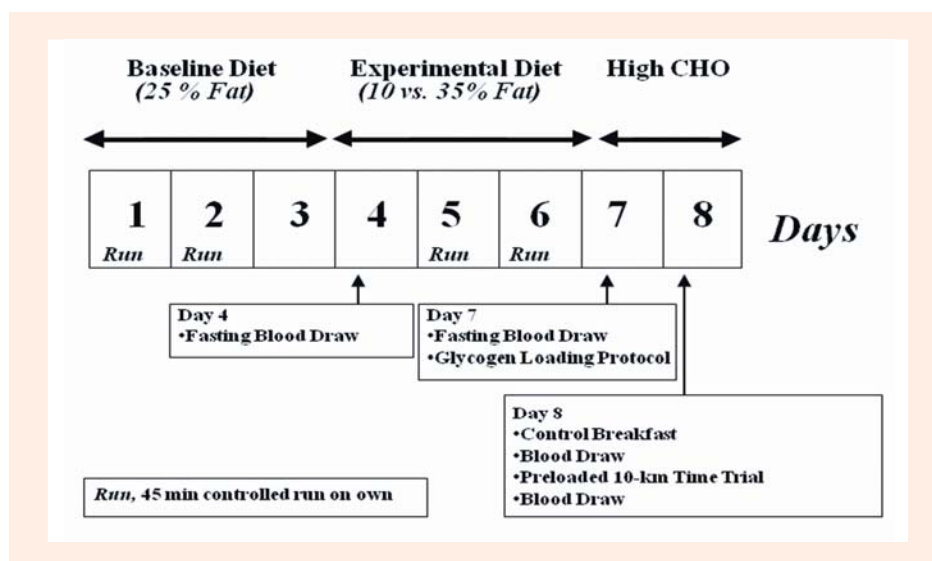 Baseline Diet
(25 % Fat)
Experimental Diet
(10 vs. 35% Fat)
High CHO
1 2 3 4 5 6 7 8 Days
Run Run Run Run
Day 4
•Fasting Blood Draw
Day 7
•Fasting Blood Draw
•Glycogen Loading Protocol
Day 8
•Control Breakfast
•Blood Draw
•Preloaded 10-km Time Trial
•Blood Draw
Run, 45 min controlled run on own